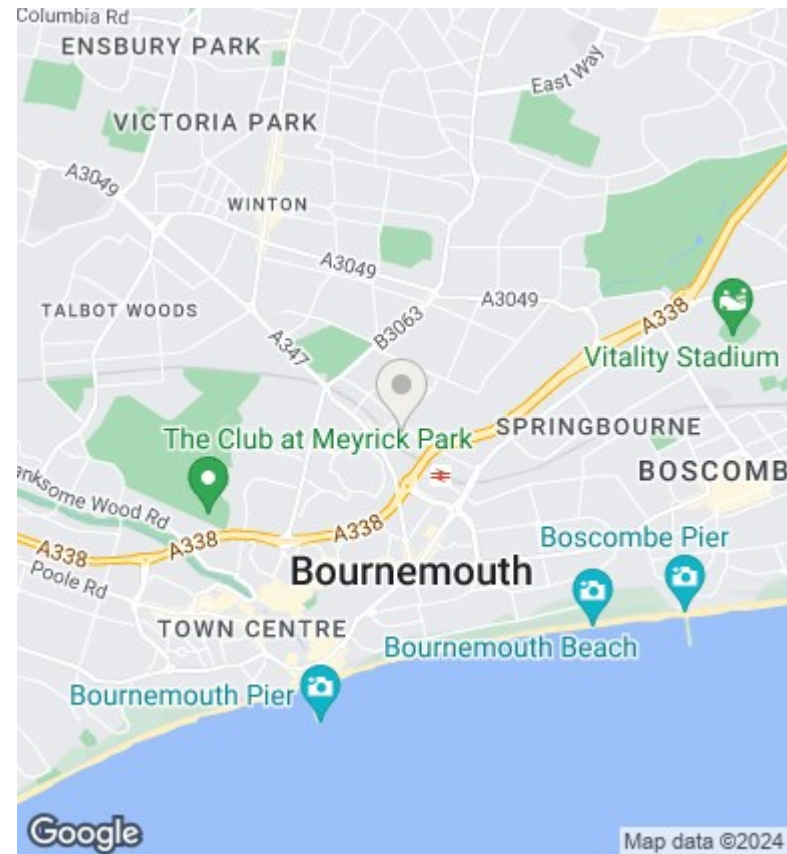 Columbia Rd
ENSBURY PARK
East Way
VICTORIA PARK
A3049
WINTON
A3049
A3049
TALBOT WOODS
A347
B3063
A338
Vitality Stadium
The Club at Meyrick Park
SPRINGBOURNE
BOSCOMB
anksome Wood Rd
A338
A338
A338
Poole Rd
Boscombe Pier
Bournemouth
TOWN CENTRE
Bournemouth Beach
Bournemouth Pier
Google
Map data ©2024